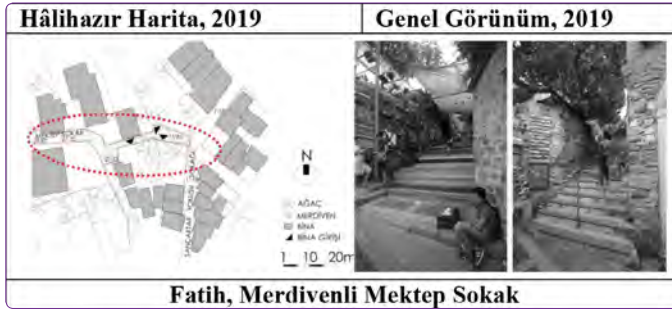 Hâlihazır Harita, 2019
Genel Görünüm, 2019
N
AĞAÇ
MERDİVEN
BİNA
BİNA GİRİŞİ
1 10 20m
Fatih, Merdivenli Mektep Sokak